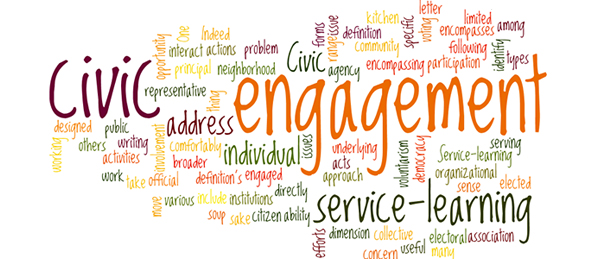 letter
kitchen
limited
One
Indeed
forms
issue
definition
voting
encompasses
among
opportunity
interact
actions
problem
Civic
range
community
specific
following
identity
types
principal
neighborhood
agency
encompassing
participation
civic
engagement
representative
thing
designed
public
address
issues
underlying
democracy
serving
working
others
writing
involvement
comfortably
individual
acts
voluntarism
Service-learning
activities
broader
approach
organizational
work
take
official
definition's
engaged
sense
elected
move
various
include
institutions
directly
service-learning
soup
sake
citizen
ability
efforts
dimension
collective
electoral
association
concern
useful
many